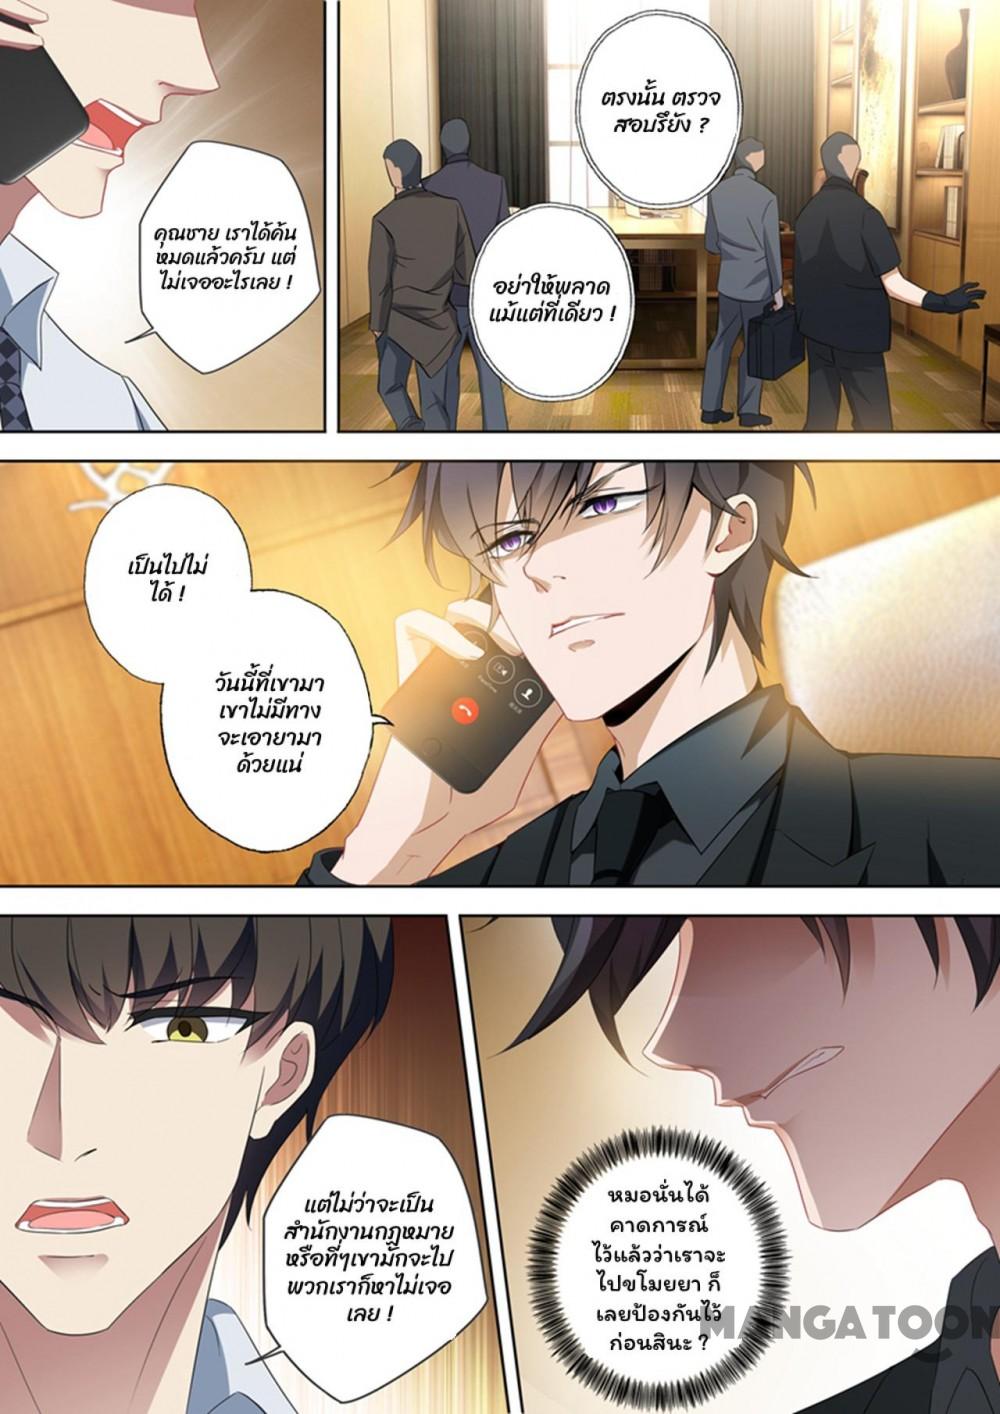 ตรงนั้น ตรวจ
สอบรึยัง ?
อย่าให้พลาด
แม้แต่ที่เดียว !
คุณชาย เราได้ค้น
หมดแล้วครับ แต่
ไม่เจออะไรเลย !
เป็นไปไม่
ได้ !
วันนี้ที่เขามา
เขาไม่มีทาง
จะเอายามา
ด้วยแน่
แต่ไม่ว่าจะเป็น
สำนักงานกฎหมาย
หรือที่ๆเขามักจะไป
พวกเราก็หาไม่เจอ
เลย !
หมอนั่นได้
คาดการณ์
ไว้แล้วว่าเราจะ
ไปขโมยยา ก็
เลยป้องกันไว้
ก่อนสินะ ?
MANGATOON